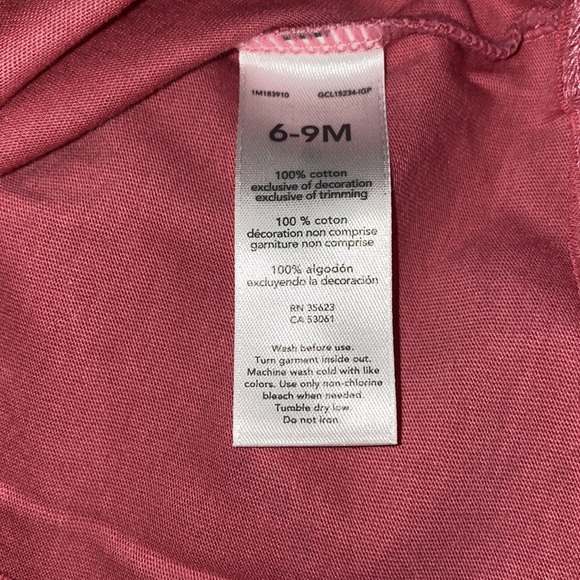 1M183910 GCL15234-IGP
6-9M
100% cotton
exclusive of decoration
exclusive of trimming
100 % coton
décoration non comprise
garniture non comprise
100% algodón
excluyendo la decoración
RN 35623
CA 53061
Wash before use.
Turn garment inside out.
Machine wash cold with like
colors. Use only non-chlorine
bleach when needed.
Tumble dry low.
Do not iron.